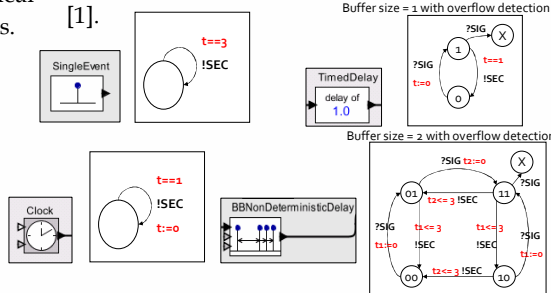 ical
s.
[1].
Buffer size = 1 with overflow detection
SingleEvent
t==3
!SEC
TimedDelay
delay of
1.0
?SIG
X
1
?SIG
t:=0
t==1
!SEC
0
Buffer size = 2 with overflow detection
Clock
t==1
!SEC
t:=0
BBNonDeterministicDelay
?SIG t2:=0
X
01
11
t2<= 3 !SEC
?SIG
t1:=0
t1<= 3
!SEC
t1<= 3
!SEC
?SIG
t1:=0
00
t2<= 3 !SEC
10